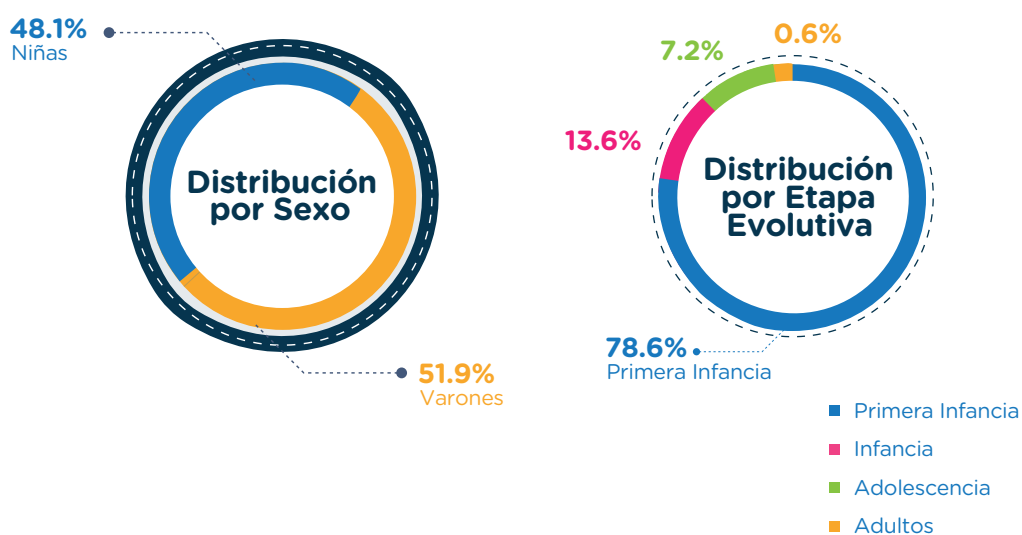 48.1%
Niñas
Distribución
por Sexo
51.9%
Varones
0.6%
7.2%
13.6%
Distribución
por Etapa
Evolutiva
78.6%
Primera Infancia
Primera Infancia
Infancia
Adolescencia
Adultos